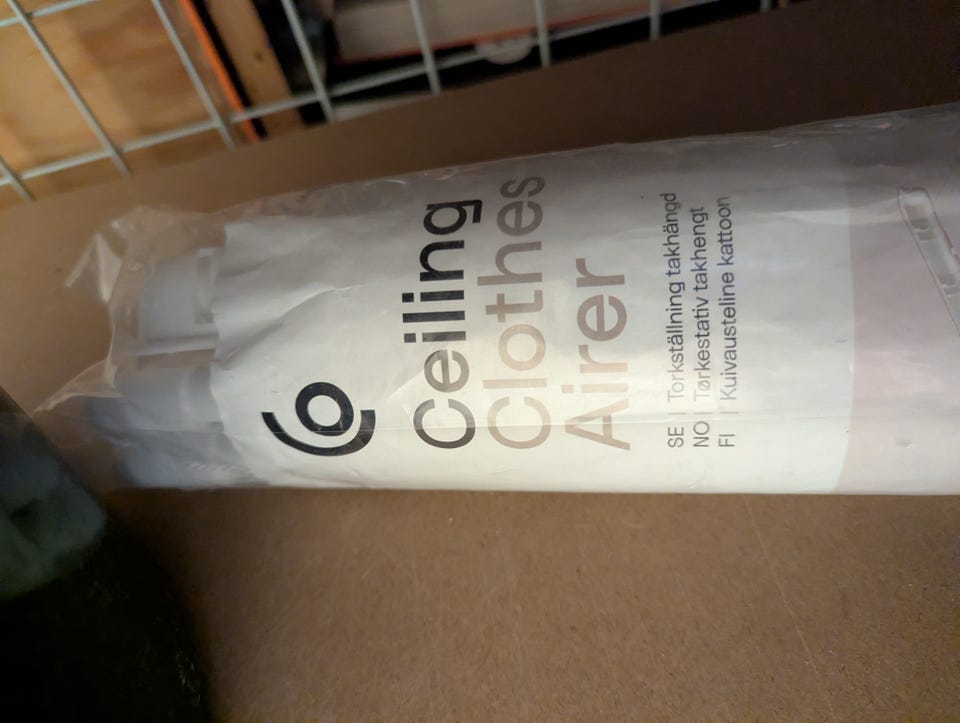 Ceiling
Clothes
Airer
SE | Torkställning takhängd
NO | Tørkestativ takhengt
FI | Kuivausteline kattoon